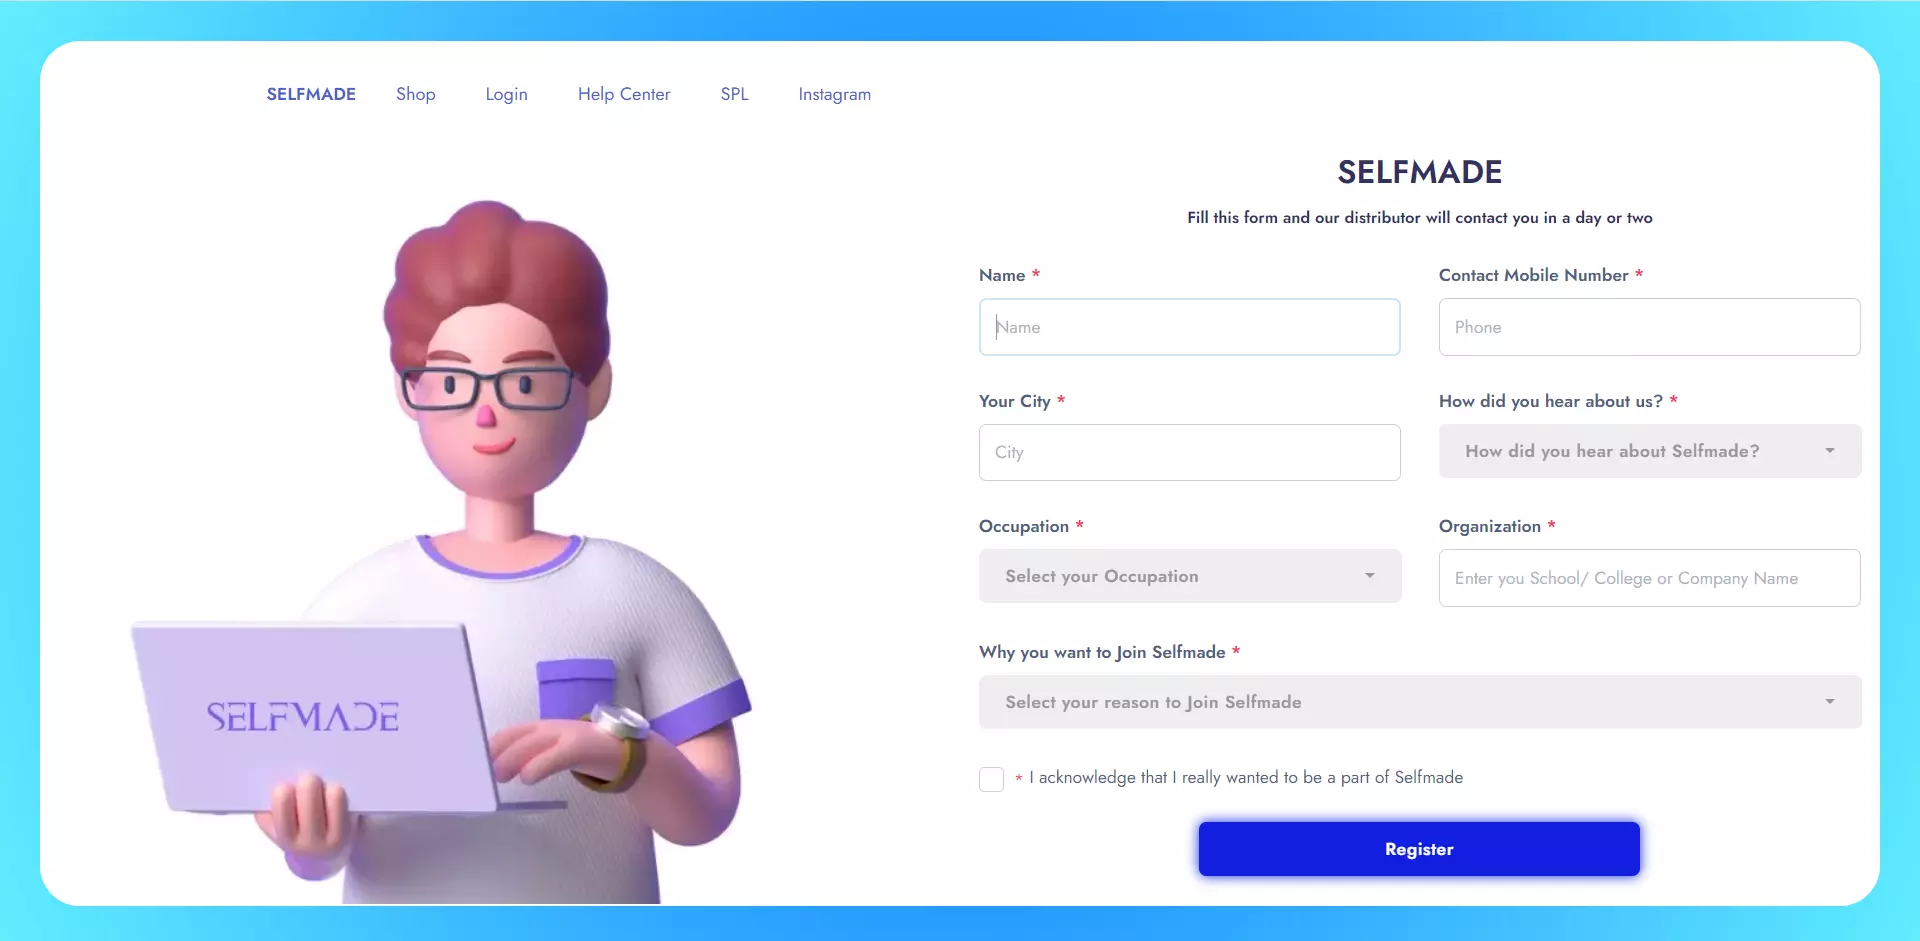 SELFMADE Shop Login Help Center SPL Instagram
SELFMADE
Fill this form and our distributor will contact you in a day or two
Name * Contact Mobile Number *
Name Phone
Your City * How did you hear about us? *
City How did you hear about Selfmade?
Occupation * Organization *
Select your Occupation Enter you School/ College or Company Name
Why you want to Join Selfmade *
Select your reason to Join Selfmade
* I acknowledge that I really wanted to be a part of Selfmade
Register
SELFMADE